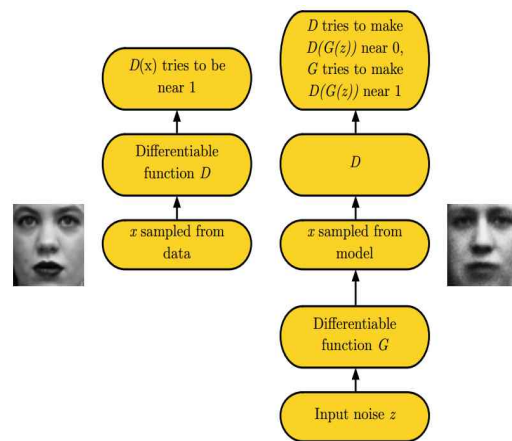 D(x) tries to be
near 1
Differentiable
function D
x sampled from
data
D tries to make
D(G(z)) near 0,
G tries to make
D(G(z)) near 1
D
x sampled from
model
Differentiable
function G
Input noise z